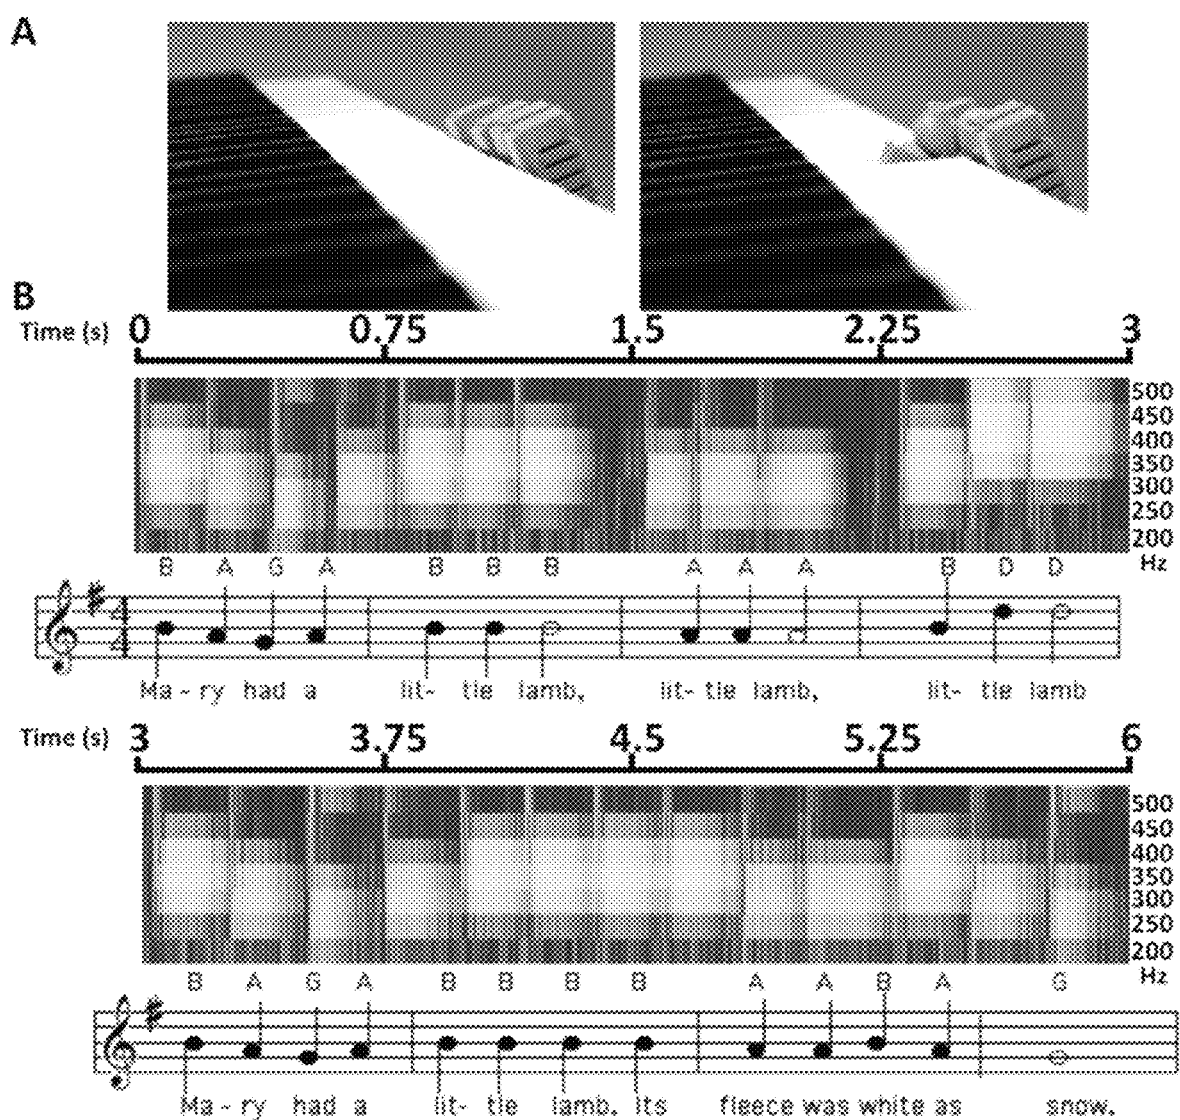 A
B
Time (s) 0 0.75 1.5 2.25 3
500
450
400
350
300
250
200
Hz
B A G A B B B A A A B D D
4
4
Ma - ry had a lit- tle lamb, lit- tle lamb, lit- tle lamb
Time (s) 3 3.75 4.5 5.25 6
500
450
400
350
300
250
200
Hz
B A G A B B B B A A B A G
Ma - ry had a lit- tle lamb, its fleece was white as snow.